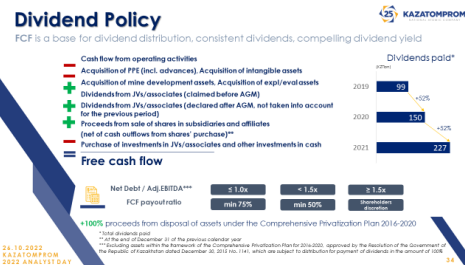 Dividend Policy
25
KAZATOMPROM
FCF is a base for dividend distribution, consistent dividends, compelling dividend yield
Cash flow from operating activities
Acquisition of PPE (incl. advances), Acquisition of intangible assets
Acquisition of mine development assets, Acquisition of expl/eval assets
Dividends from JVs/associates (claimed before AGM)
Dividends from JVs/associates (declared after AGM, not taken into account
for the previous period)
Proceeds from sale of shares in subsidiaries and affiliates
(net of cash outflows from shares' purchase)**
Purchase of investments in JVs/associates and other investments in cash
Free cash flow
Dividends paid*
2019
99
+52%
2020
150
+52%
2021
227
Net Debt / Adj.EBITDA***
≤ 1.0x
< 1.5x
≥ 1.5x
FCF payout ratio
min 75%
min 50%
Shareholders
discretion
+100% proceeds from disposal of assets under the Comprehensive Privatization Plan 2016-2020
* Total dividends paid
** At the end of December 31 of the previous calendar year
*** Excluding assets within the framework of the Comprehensive Privatization Plan for 2016-2020, approved by the Resolution of the Government of
the Republic of Kazakhstan dated December 30, 2015 No. 1141, which are subject to distribution for payment of dividends in the amount of 100%
26.10.2022
KAZATOMPROM
2022 ANALYST DAY
34